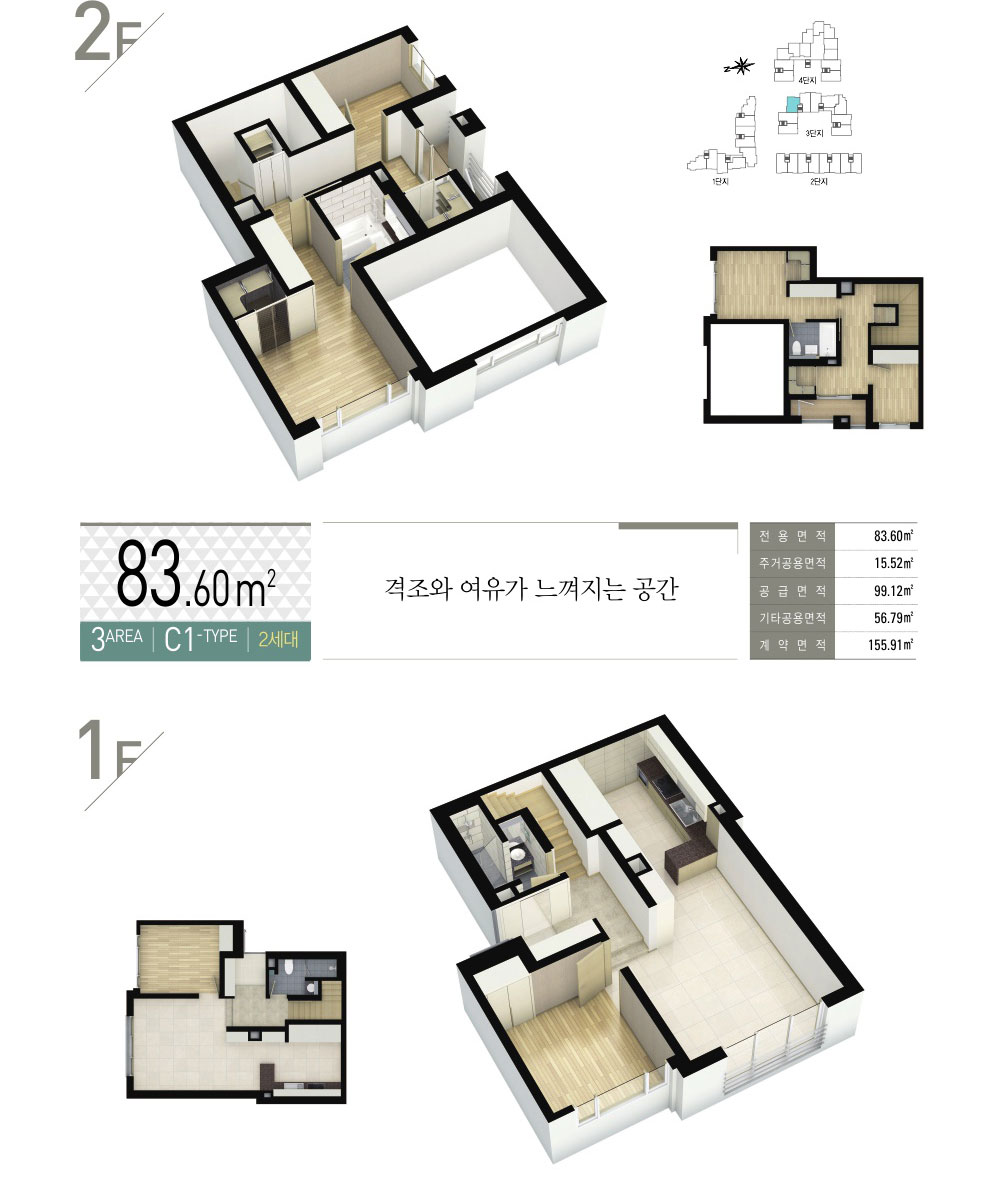 2F
N
4단지
3단지
1단지
2단지
83.60m²
3AREA | C1-TYPE | 2세대
격조와 여유가 느껴지는 공간
전용면적 83.60㎡
주거공용면적 15.52㎡
공급면적 99.12㎡
기타공용면적 56.79㎡
계약면적 155.91㎡
1F